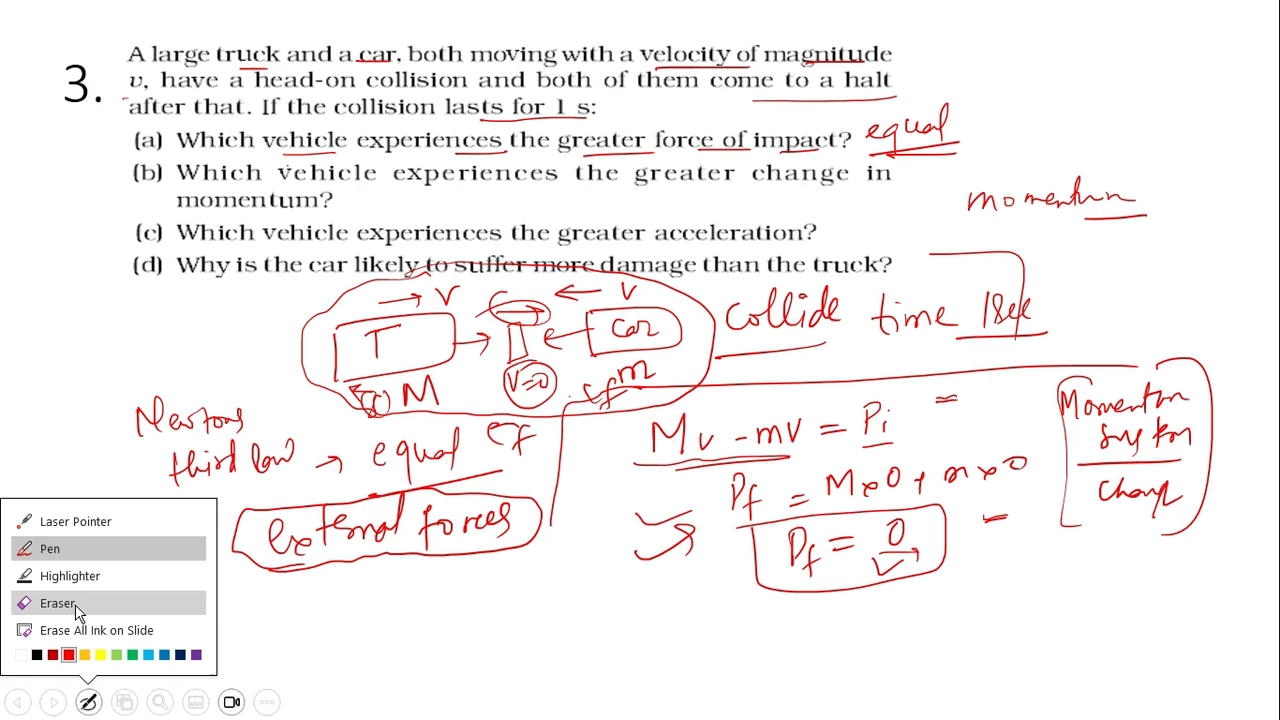 3.
A large truck and a car, both moving with a velocity of magnitude
v, have a head-on collision and both of them come to a halt
after that. If the collision lasts for 1 s:
(a) Which vehicle experiences the greater force of impact?
equal
(b) Which vehicle experiences the greater change in
momentum?
momentum
(c) Which vehicle experiences the greater acceleration?
(d) Why is the car likely to suffer more damage than the truck?
v
v
T
car
collide time 1sec
V=0
M
m
Newtons
third law → equal
external forces
Mv - mv = Pi
Pf = M×0 + m×0
Pf = 0
Momentum
system
change
Laser Pointer
Pen
Highlighter
Eraser
Erase All Ink on Slide